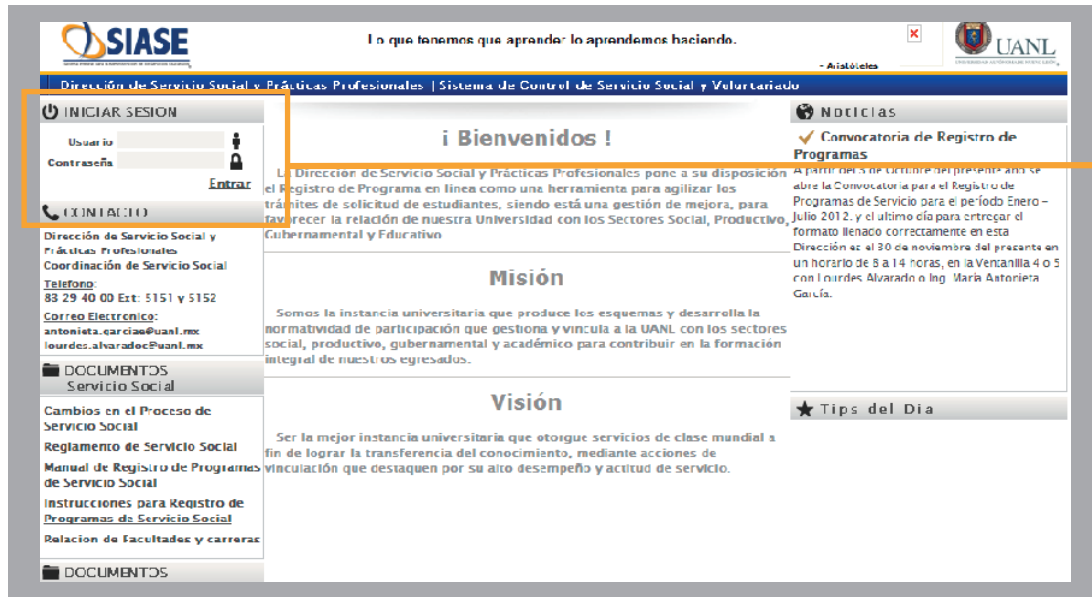 SIASE
Lo que tenemos que aprender lo aprendemos haciendo.
- Aristóteles
UANL
Dirección de Servicio Social y Prácticas Profesionales | Sistema de Control de Servicio Social y Voluntariado
INICIAR SESION
Usuario
Contraseña
Entrar
CONTACTO
Dirección de Servicio Social y
Prácticas Profesionales
Coordinación de Servicio Social
Telefono:
83 29 40 00 Ext: 5151 y 5152
Correo Electronico:
antonieta.garciae@uanl.mx
lourdes.alvaradoc@uanl.mx
DOCUMENTOS
Servicio Social
Cambios en el Proceso de
Servicio Social
Reglamento de Servicio Social
Manual de Registro de Programas
de Servicio Social
Instrucciones para Registro de
Programas de Servicio Social
Relacion de Facultades y carreras
DOCUMENTOS
¡ Bienvenidos !
La Dirección de Servicio Social y Prácticas Profesionales pone a su disposición
el Registro de Programa en linea como una herramienta para agilizar los
trámites de solicitud de estudiantes, siendo está una gestión de mejora, para
favorecer la relación de nuestra Universidad con los Sectores Social, Productivo,
Gubernamental y Educativo
Misión
Somos la instancia universitaria que produce los esquemas y desarrolla la
normatividad de participación que gestiona y vincula a la UANL con los sectores
social, productivo, gubernamental y académico para contribuir en la formación
integral de nuestros egresados.
Visión
Ser la mejor instancia universitaria que otorgue servicios de clase mundial a
fin de lograr la transferencia del conocimiento, mediante acciones de
vinculación que destaquen por su alto desempeño y actitud de servicio.
Noticias
Convocatoria de Registro de
Programas
A partir del 3 de Octubre del presente año se
abre la Convocatoria para el Registro de
Programas de Servicio para el período Enero –
Julio 2012, y el ultimo día para entregar el
formato llenado correctamente en esta
Dirección es el 30 de noviembre del presente en
un horario de 8 a 14 horas, en la Ventanilla 4 o 5
con Lourdes Alvarado o Ing. María Antonieta
García.
Tips del Dia